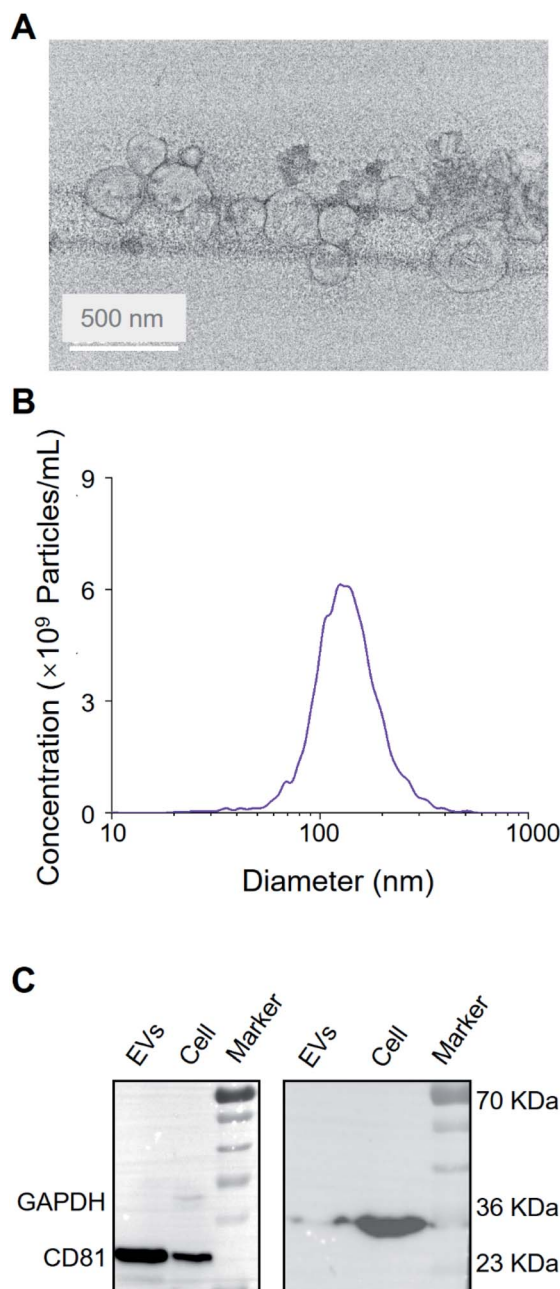 A
500 nm
B
Concentration (×10⁹ Particles/mL)
9
6
3
0
10
100
1000
Diameter (nm)
C
EVs
Cell
Marker
EVs
Cell
Marker
70 KDa
GAPDH
36 KDa
CD81
23 KDa